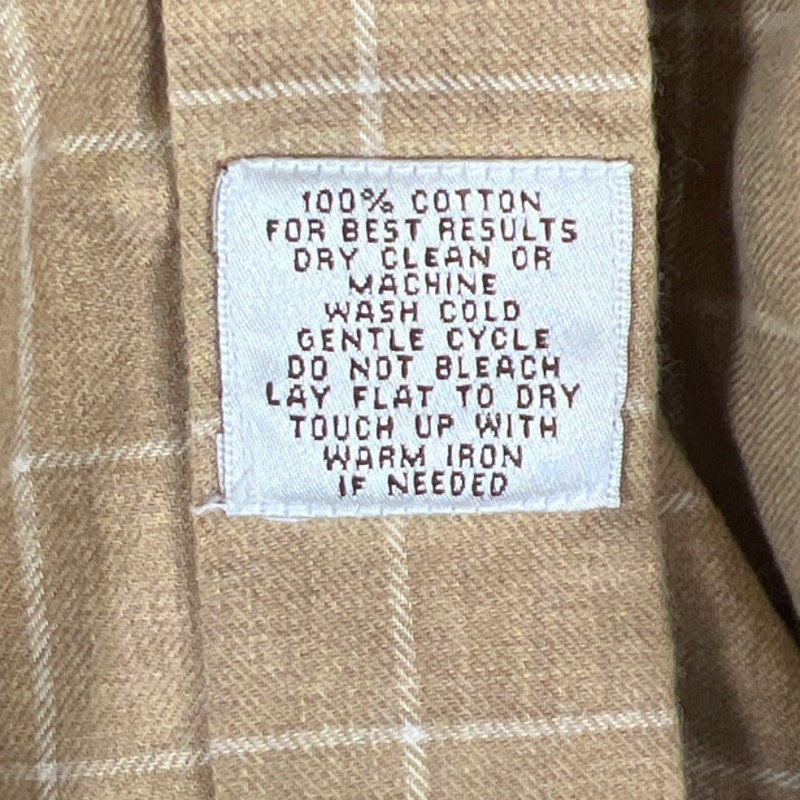 100% COTTON
FOR BEST RESULTS
DRY CLEAN OR
MACHINE
WASH COLD
GENTLE CYCLE
DO NOT BLEACH
LAY FLAT TO DRY
TOUCH UP WITH
WARM IRON
IF NEEDED